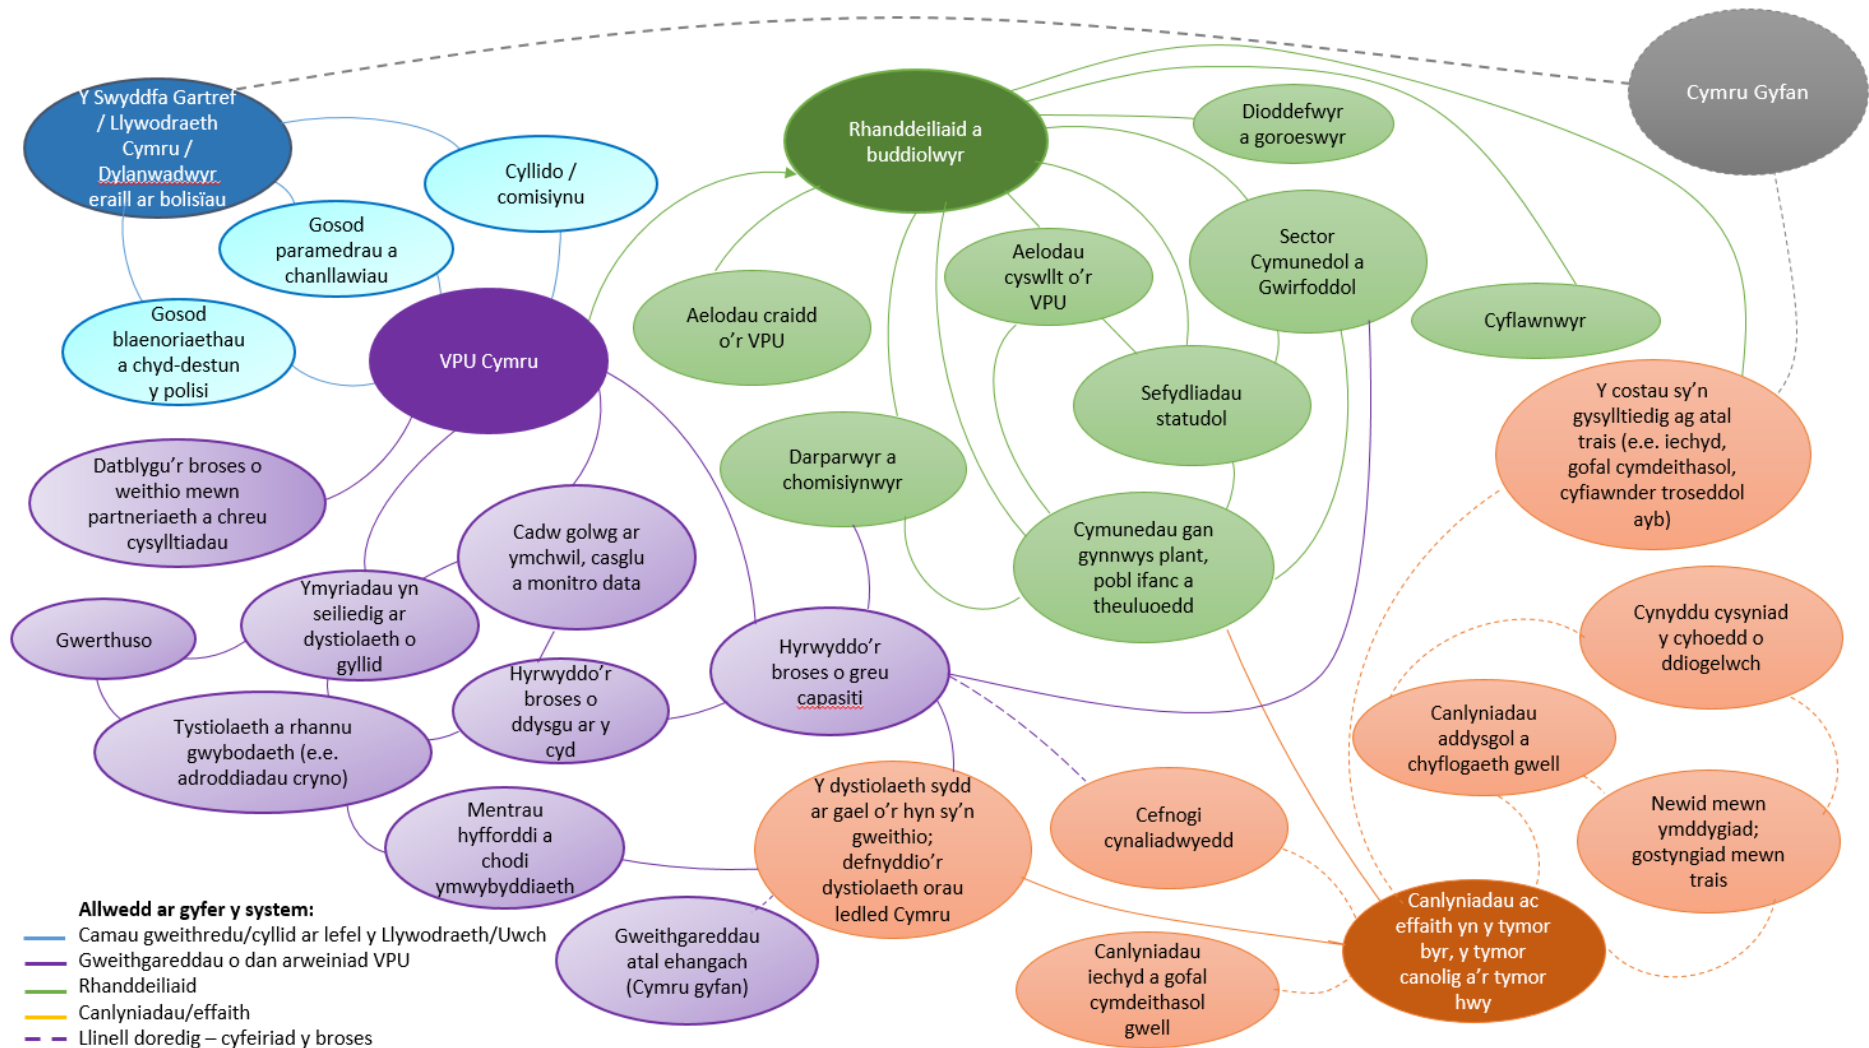 Y Swyddfa Gartref
/ Llywodraeth
Cymru /
Dylanwadwyr
eraill ar bolisïau
Cyllido /
comisiynu
Gosod
paramedrau a
chanllawiau
Gosod
blaenoriaethau
a chyd-destun
y polisi
VPU Cymru
Rhanddeiliaid a
buddiolwyr
Dioddefwyr
a goroeswyr
Cymru Gyfan
Aelodau craidd
o'r VPU
Aelodau
cyswllt o'r
VPU
Sector
Cymunedol a
Gwirfoddol
Cyflawnwyr
Sefydliadau
statudol
Darparwyr a
chomisiynwyr
Cymunedau gan
gynnwys plant,
pobl ifanc a
theuluoedd
Y costau sy'n
gysylltiedig ag atal
trais (e.e. iechyd,
gofal cymdeithasol,
cyfiawnder troseddol
ayb)
Datblygu'r broses o
weithio mewn
partneriaeth a chreu
cysylltiadau
Cadw golwg ar
ymchwil, casglu
a monitro data
Ymyriadau yn
seiliedig ar
dystiolaeth o
gyllid
Gwerthuso
Hyrwyddo'r
broses o
ddysgu ar y
cyd
Hyrwyddo'r
broses o greu
capasiti
Tystiolaeth a rhannu
gwybodaeth (e.e.
adroddiadau cryno)
Mentrau
hyfforddi a
chodi
ymwybyddiaeth
Gweithgareddau
atal ehangach
(Cymru gyfan)
Y dystiolaeth sydd
ar gael o'r hyn sy'n
gweithio;
defnyddio'r
dystiolaeth orau
ledled Cymru
Cefnogi
cynaliadwyedd
Cynyddu cysyniad
y cyhoedd o
ddiogelwch
Canlyniadau
addysgol a
chyflogaeth gwell
Newid mewn
ymddygiad;
gostyngiad mewn
trais
Canlyniadau ac
effaith yn y tymor
byr, y tymor
canolig a'r tymor
hwy
Canlyniadau
iechyd a gofal
cymdeithasol
gwell
Allwedd ar gyfer y system:
Camau gweithredu/cyllid ar lefel y Llywodraeth/Uwch
Gweithgareddau o dan arweiniad VPU
Rhanddeiliaid
Canlyniadau/effaith
Llinell doredig – cyfeiriad y broses